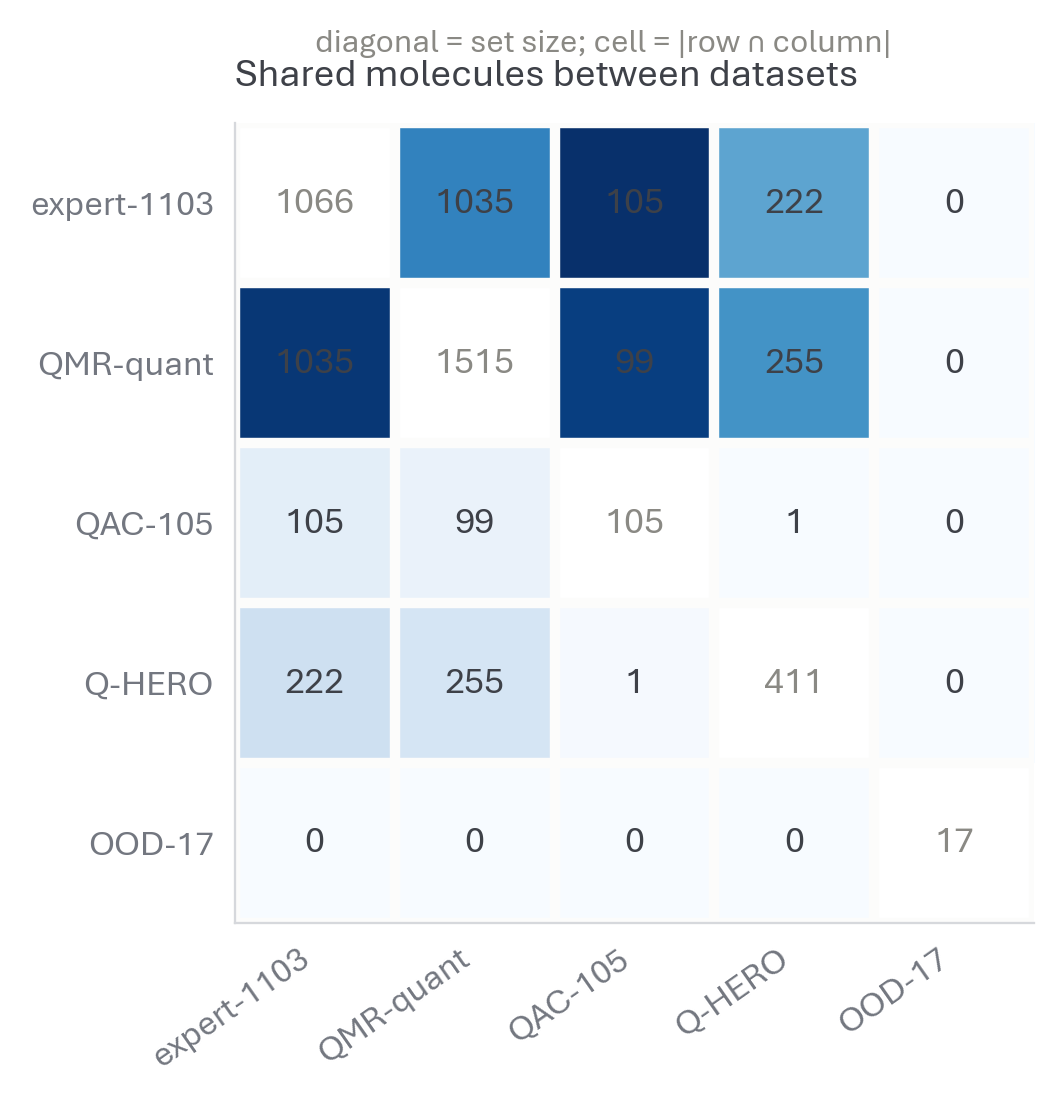 diagonal = set size; cell = |row ∩ column|
Shared molecules between datasets
expert-1103 1066 1035 105 222 0
QMR-quant 1035 1515 99 255 0
QAC-105 105 99 105 1 0
Q-HERO 222 255 1 411 0
OOD-17 0 0 0 0 17
expert-1103 QMR-quant QAC-105 Q-HERO OOD-17